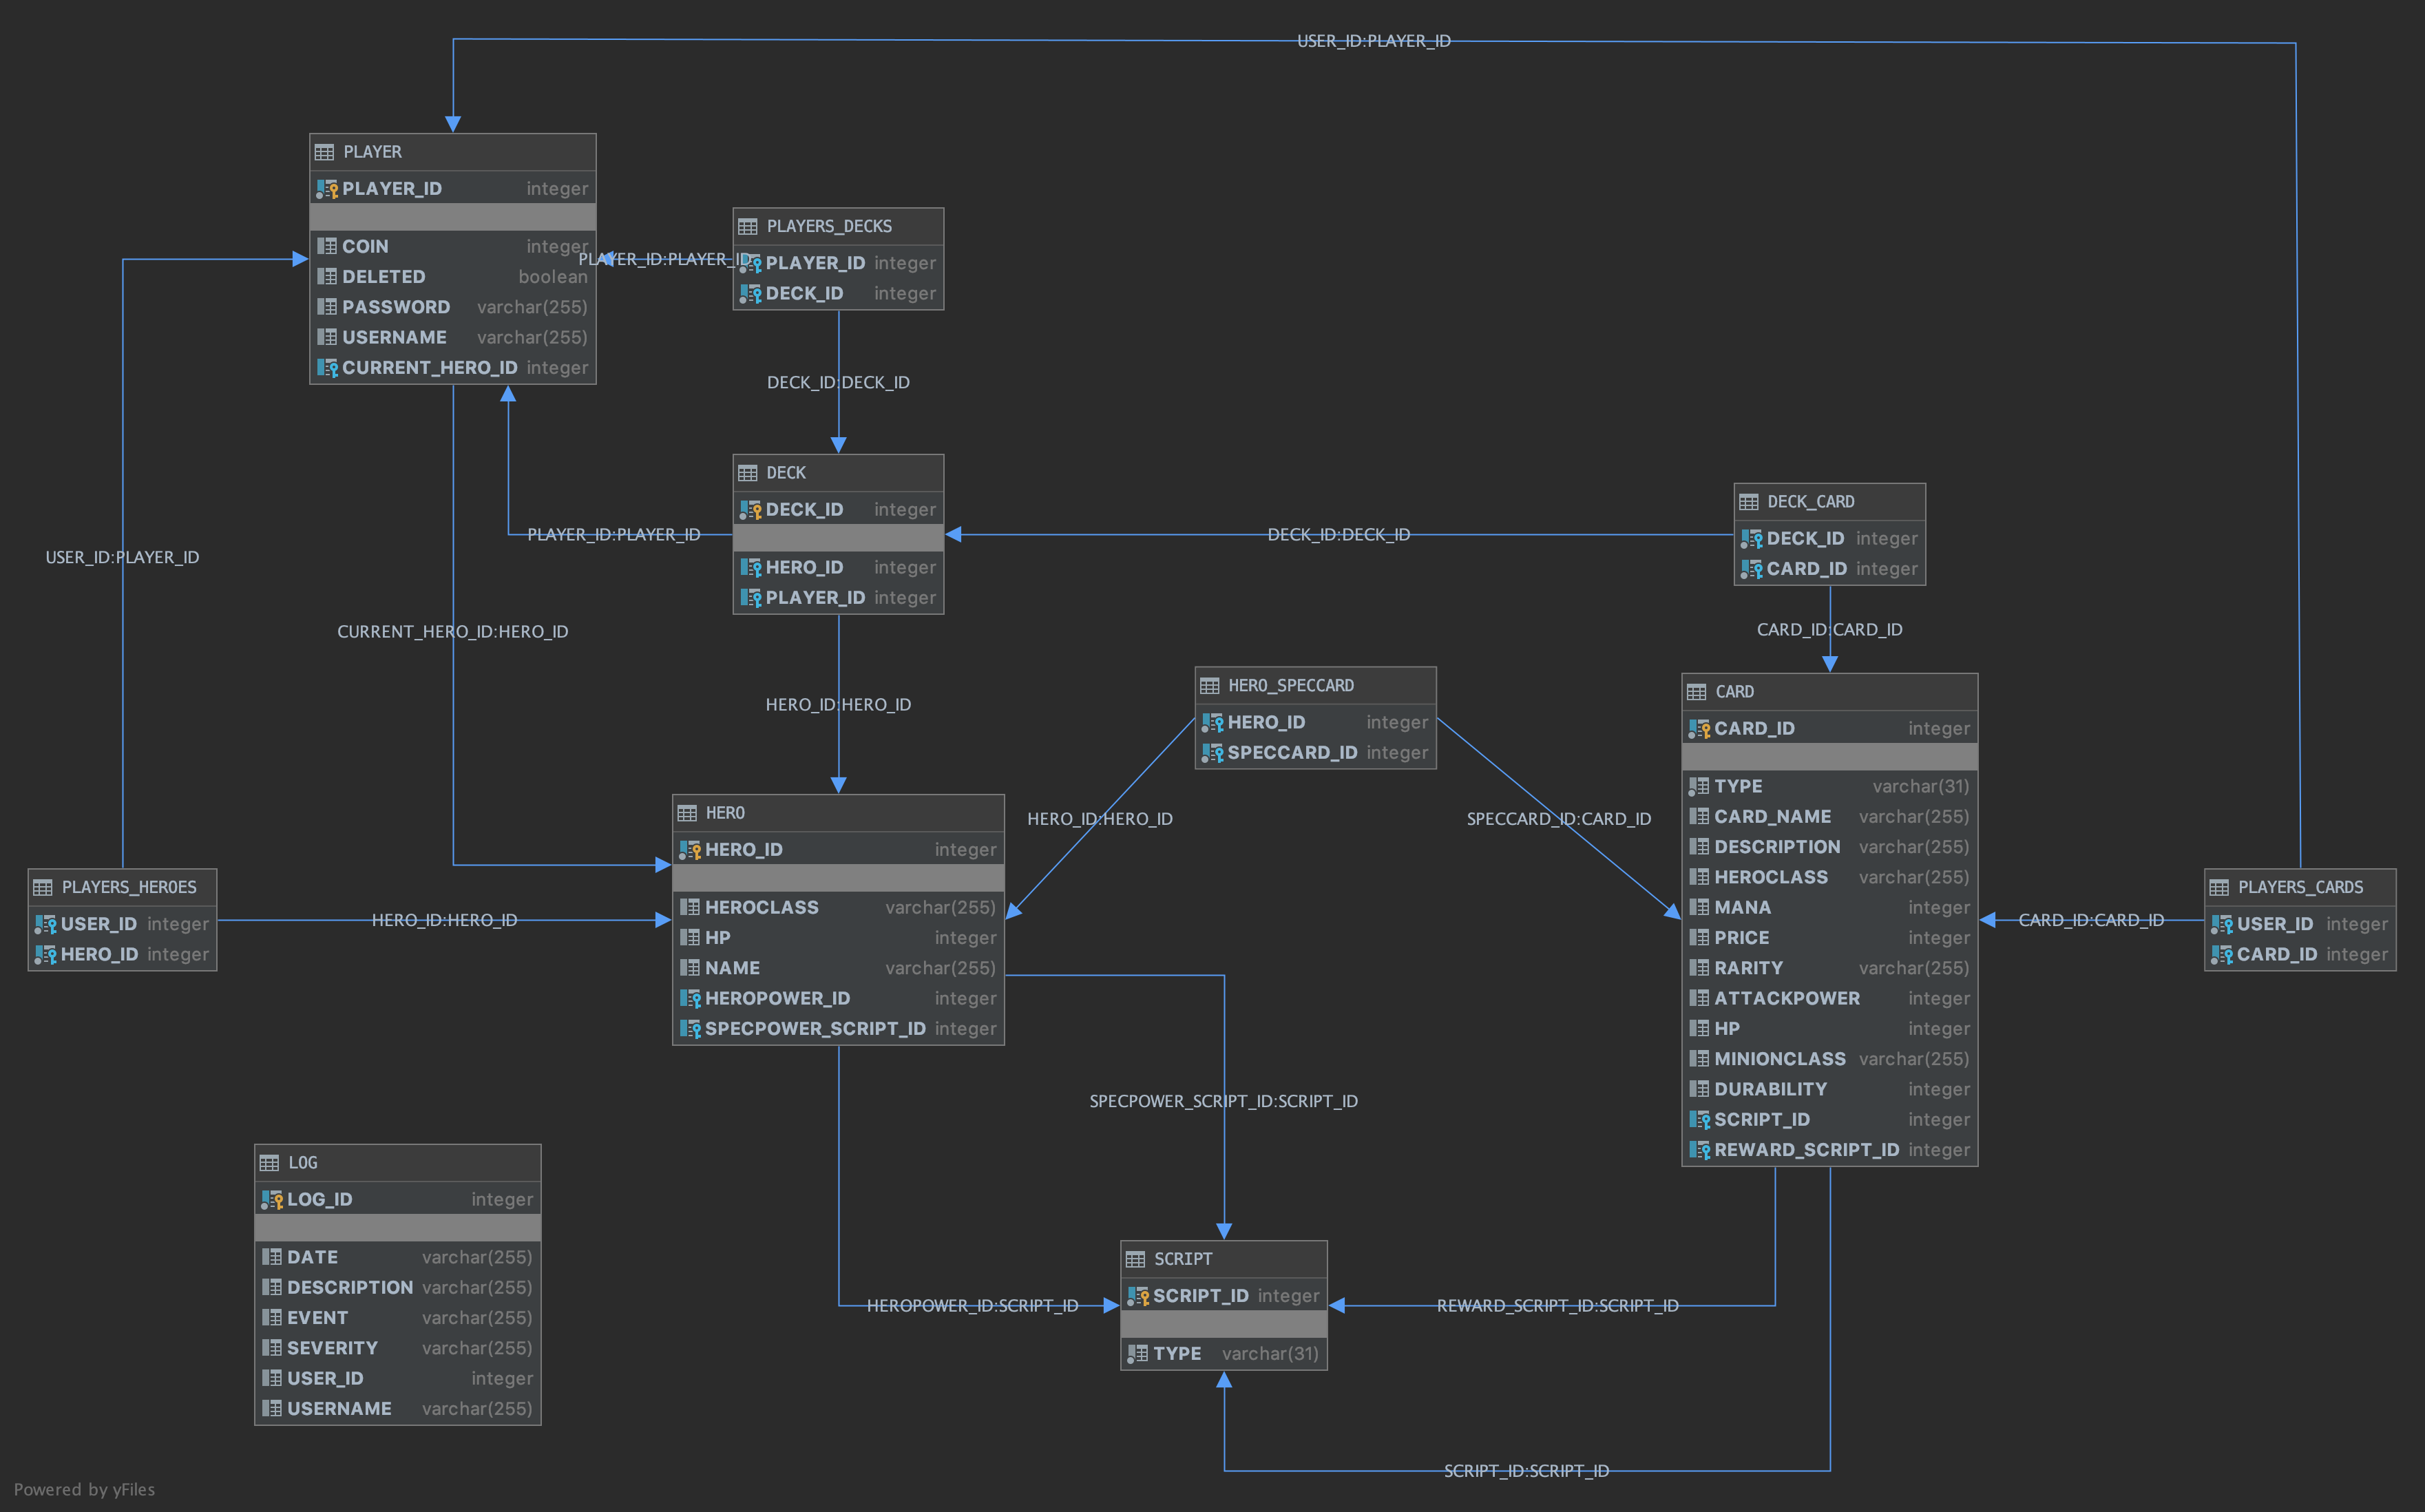 USER_ID:PLAYER_ID
PLAYER
PLAYER_ID integer
COIN integer
DELETED boolean
PASSWORD varchar(255)
USERNAME varchar(255)
CURRENT_HERO_ID integer
PLAYERS_DECKS
PLAYER_ID integer
DECK_ID integer
PLAYER_ID:PLAYER_ID
DECK_ID:DECK_ID
DECK
DECK_ID integer
HERO_ID integer
PLAYER_ID integer
PLAYER_ID:PLAYER_ID
DECK_ID:DECK_ID
DECK_CARD
DECK_ID integer
CARD_ID integer
USER_ID:PLAYER_ID
CURRENT_HERO_ID:HERO_ID
HERO_ID:HERO_ID
CARD_ID:CARD_ID
HERO_SPECCARD
HERO_ID integer
SPECCARD_ID integer
HERO_ID:HERO_ID
SPECCARD_ID:CARD_ID
CARD
CARD_ID integer
TYPE varchar(31)
CARD_NAME varchar(255)
DESCRIPTION varchar(255)
HEROCLASS varchar(255)
MANA integer
PRICE integer
RARITY varchar(255)
ATTACKPOWER integer
HP integer
MINIONCLASS varchar(255)
DURABILITY integer
SCRIPT_ID integer
REWARD_SCRIPT_ID integer
PLAYERS_HEROES
USER_ID integer
HERO_ID integer
HERO_ID:HERO_ID
HERO
HERO_ID integer
HEROCLASS varchar(255)
HP integer
NAME varchar(255)
HEROPOWER_ID integer
SPECPOWER_SCRIPT_ID integer
CARD_ID:CARD_ID
PLAYERS_CARDS
USER_ID integer
CARD_ID integer
SPECPOWER_SCRIPT_ID:SCRIPT_ID
LOG
LOG_ID integer
DATE varchar(255)
DESCRIPTION varchar(255)
EVENT varchar(255)
SEVERITY varchar(255)
USER_ID integer
USERNAME varchar(255)
HEROPOWER_ID:SCRIPT_ID
SCRIPT
SCRIPT_ID integer
TYPE varchar(31)
REWARD_SCRIPT_ID:SCRIPT_ID
SCRIPT_ID:SCRIPT_ID
Powered by yFiles